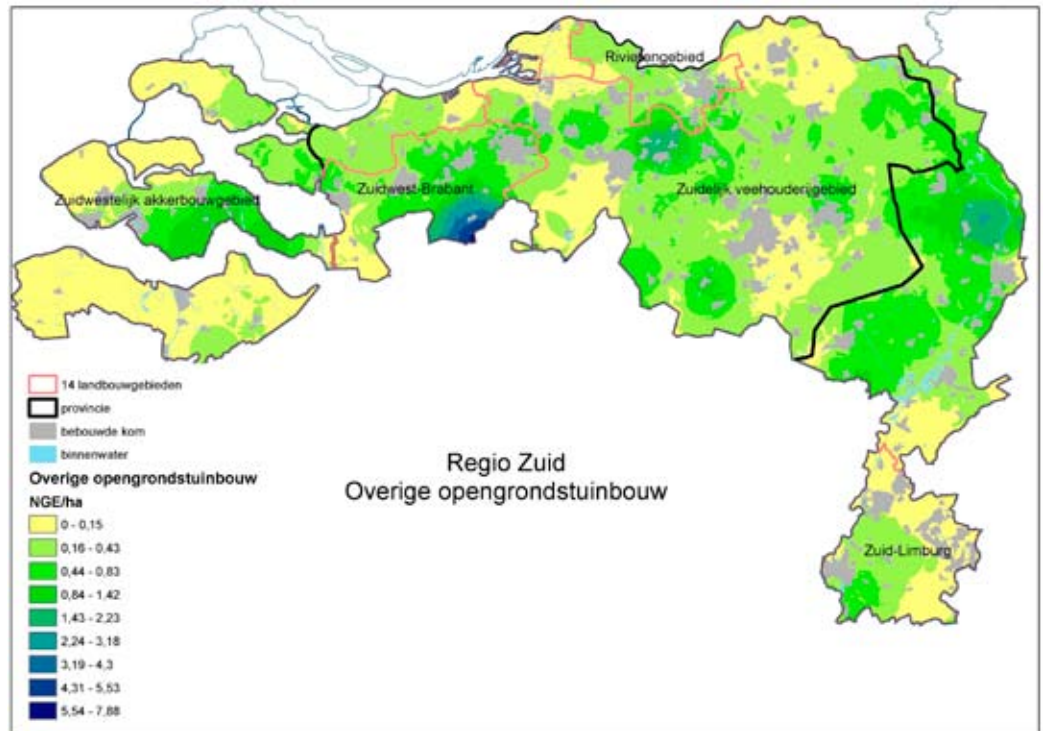 Rivierengebied
Zuidwestelijk akkerbouwgebied
Zuidwest-Brabant
Zuidelijk veehouderijgebied
14 landbouwgebieden
provincie
bebouwde kom
binnenwater
Overige opengrondstuinbouw
NGE/ha
0 - 0,15
0,16 - 0,43
0,44 - 0,83
0,84 - 1,42
1,43 - 2,23
2,24 - 3,18
3,19 - 4,3
4,31 - 5,53
5,54 - 7,88
Regio Zuid
Overige opengrondstuinbouw
Zuid-Limburg